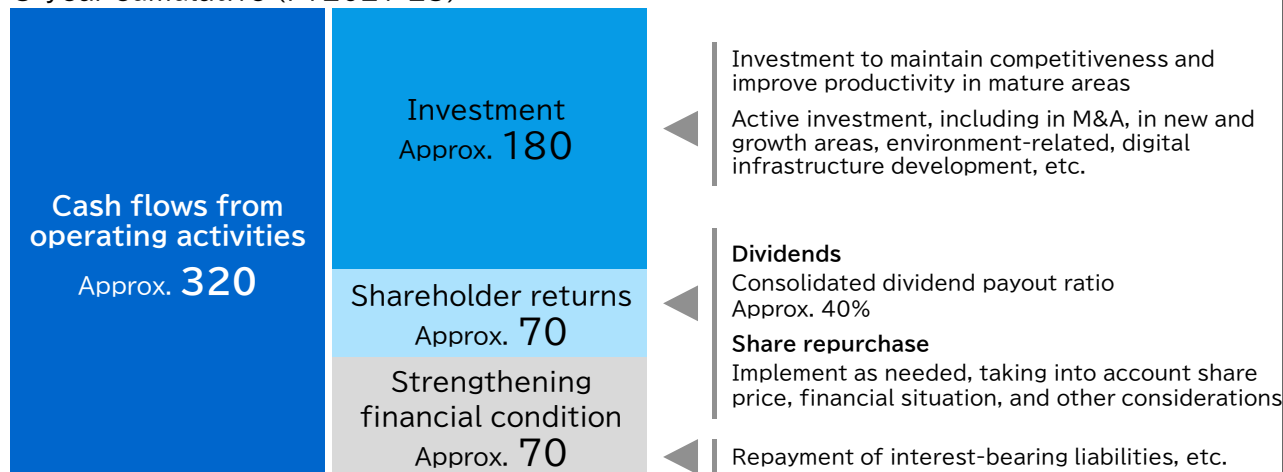 Cash flows from
operating activities
Approx. 320
Investment
Approx. 180
Shareholder returns
Approx. 70
Strengthening
financial condition
Approx. 70
Investment to maintain competitiveness and
improve productivity in mature areas
Active investment, including in M&A, in new and
growth areas, environment-related, digital
infrastructure development, etc.
Dividends
Consolidated dividend payout ratio
Approx. 40%
Share repurchase
Implement as needed, taking into account share
price, financial situation, and other considerations
Repayment of interest-bearing liabilities, etc.